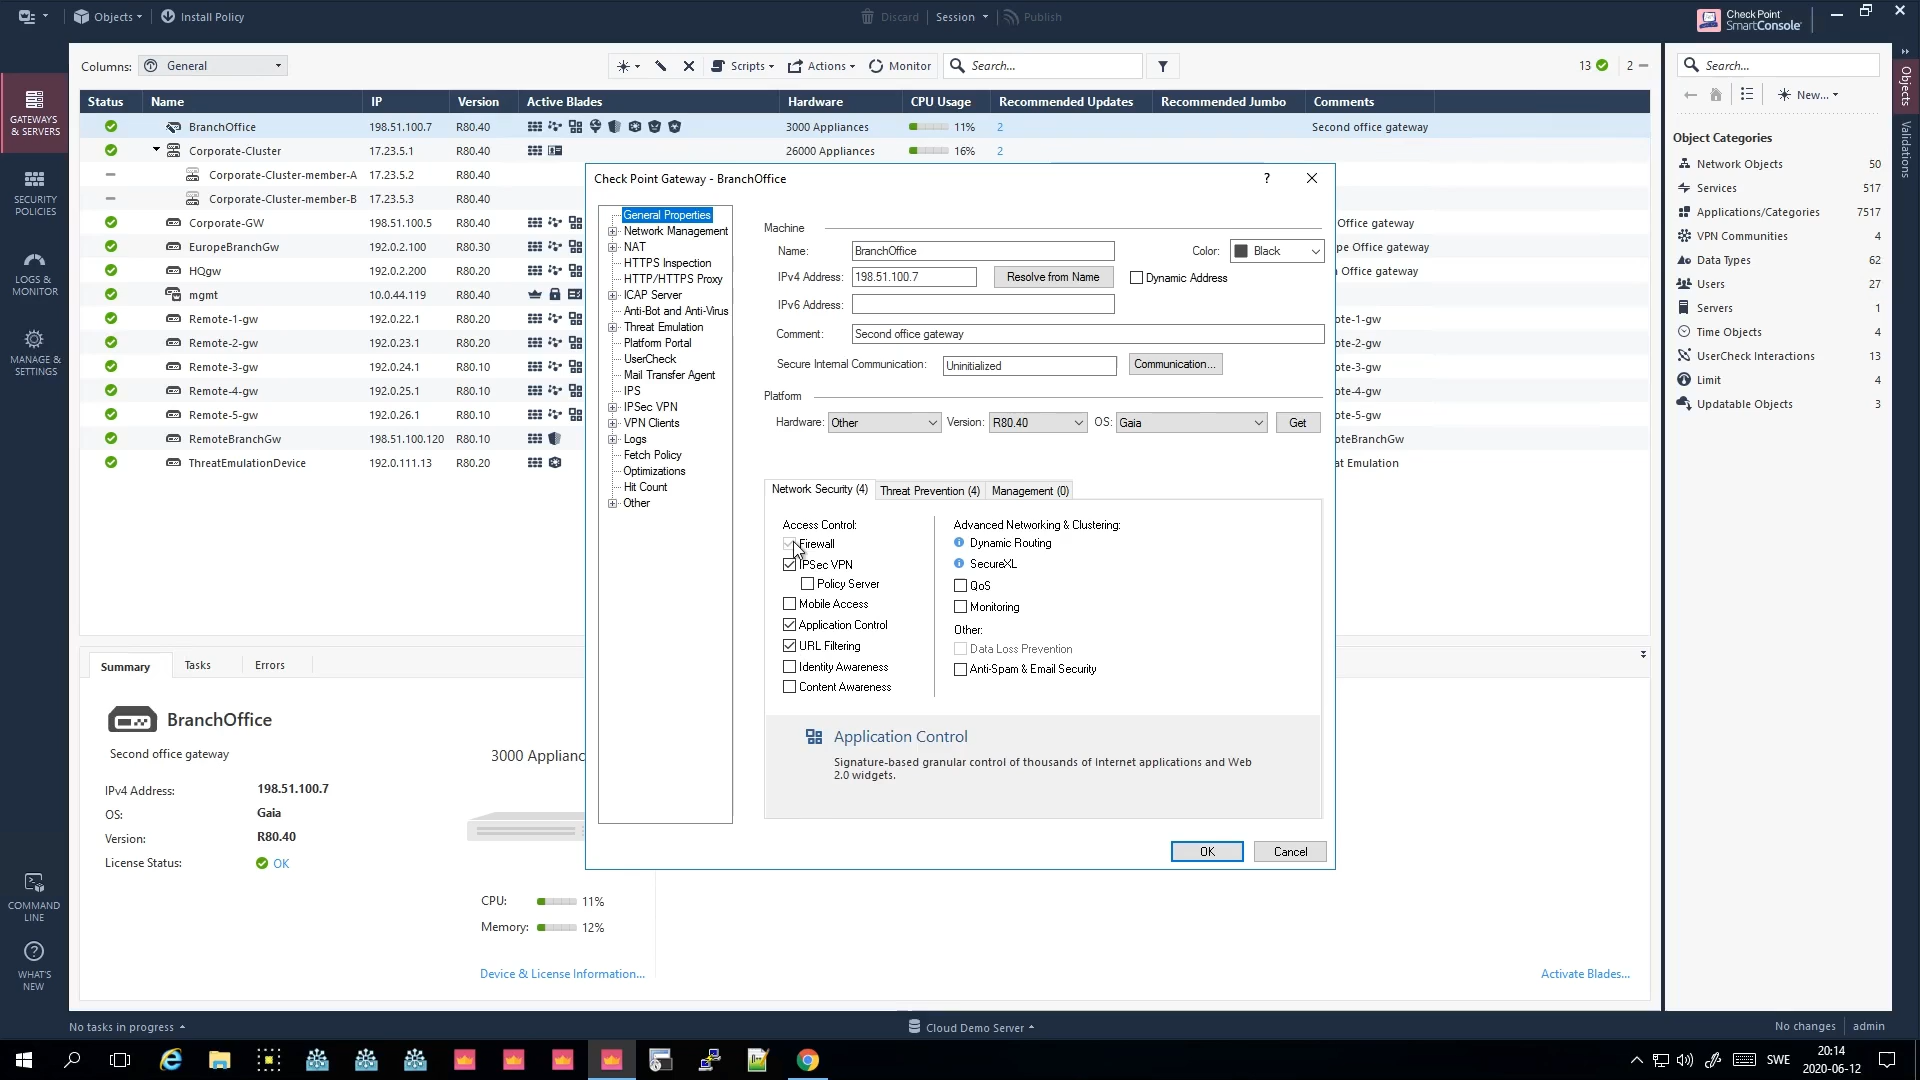 Objects
Install Policy
Discard
Session
Publish
Check Point
SmartConsole
GATEWAYS
& SERVERS
SECURITY
POLICIES
LOGS &
MONITOR
MANAGE &
SETTINGS
COMMAND
LINE
WHAT'S
NEW
Columns:
General
Scripts
Actions
Monitor
Search...
13
2
Status Name IP Version Active Blades Hardware CPU Usage Recommended Updates Recommended Jumbo Comments
BranchOffice 198.51.100.7 R80.40 3000 Appliances 11% 2 Second office gateway
Corporate-Cluster 17.23.5.1 R80.40 26000 Appliances 16% 2
Corporate-Cluster-member-A 17.23.5.2 R80.40
Corporate-Cluster-member-B 17.23.5.3 R80.40
Corporate-GW 198.51.100.5 R80.40 Office gateway
EuropeBranchGw 192.0.2.100 R80.30 pe Office gateway
HQgw 192.0.2.200 R80.20 Office gateway
mgmt 10.0.44.119 R80.40
Remote-1-gw 192.0.22.1 R80.20 ote-1-gw
Remote-2-gw 192.0.23.1 R80.20 ote-2-gw
Remote-3-gw 192.0.24.1 R80.10 ote-3-gw
Remote-4-gw 192.0.25.1 R80.10 ote-4-gw
Remote-5-gw 192.0.26.1 R80.10 ote-5-gw
RemoteBranchGw 198.51.100.120 R80.10 oteBranchGw
ThreatEmulationDevice 192.0.111.13 R80.20 at Emulation
Check Point Gateway - BranchOffice
?
General Properties
Network Management
NAT
HTTPS Inspection
HTTP/HTTPS Proxy
ICAP Server
Anti-Bot and Anti-Virus
Threat Emulation
Platform Portal
UserCheck
Mail Transfer Agent
IPS
IPSec VPN
VPN Clients
Logs
Fetch Policy
Optimizations
Hit Count
Other
Machine
Name: BranchOffice Color: Black
IPv4 Address: 198.51.100.7 Resolve from Name Dynamic Address
IPv6 Address:
Comment: Second office gateway
Secure Internal Communication: Uninitialized Communication...
Platform
Hardware: Other Version: R80.40 OS: Gaia Get
Network Security (4) Threat Prevention (4) Management (0)
Access Control:
Firewall
IPSec VPN
Policy Server
Mobile Access
Application Control
URL Filtering
Identity Awareness
Content Awareness
Advanced Networking & Clustering:
Dynamic Routing
SecureXL
QoS
Monitoring
Other:
Data Loss Prevention
Anti-Spam & Email Security
Application Control
Signature-based granular control of thousands of Internet applications and Web
2.0 widgets.
OK
Cancel
Summary
Tasks
Errors
BranchOffice
Second office gateway
3000 Applianc
IPv4 Address: 198.51.100.7
OS: Gaia
Version: R80.40
License Status: OK
CPU: 11%
Memory: 12%
Device & License Information...
Activate Blades...
Search...
New...
Object Categories
Network Objects 50
Services 517
Applications/Categories 7517
VPN Communities 4
Data Types 62
Users 27
Servers 1
Time Objects 4
UserCheck Interactions 13
Limit 4
Updatable Objects 3
Objects
Validations
No tasks in progress
Cloud Demo Server
No changes
admin
SWE
20:14
2020-06-12